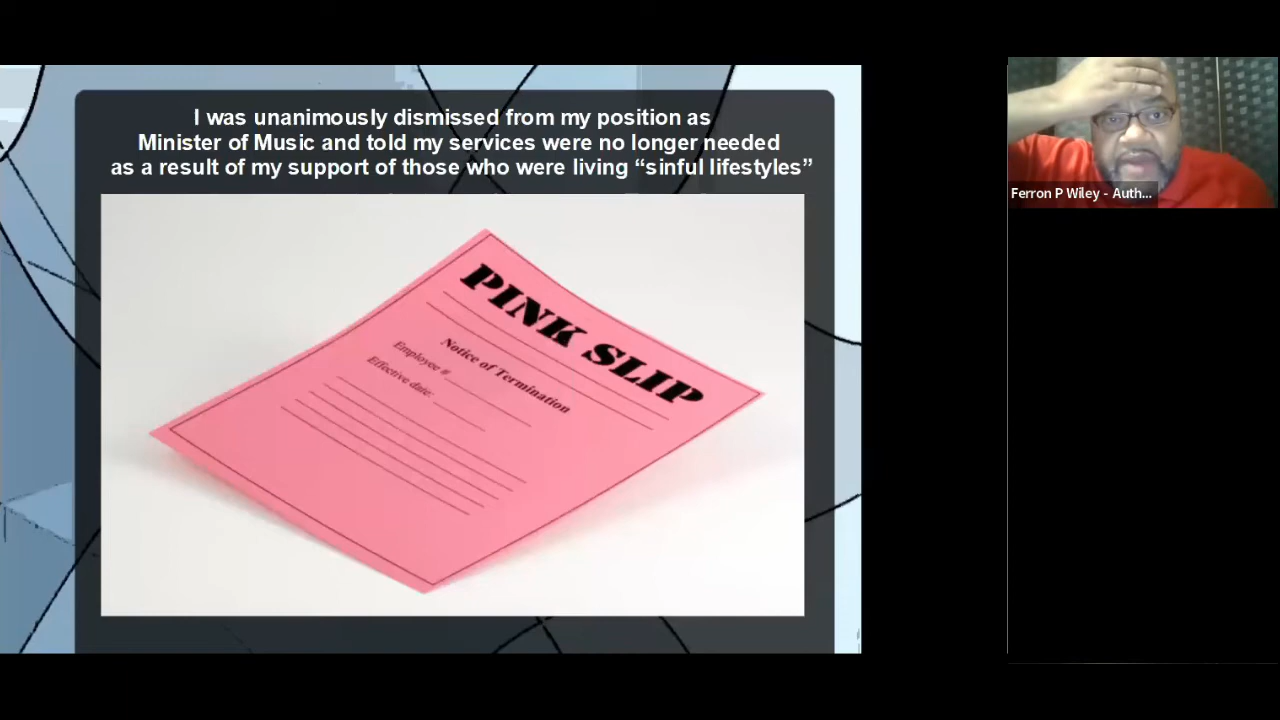 I was unanimously dismissed from my position as
Minister of Music and told my services were no longer needed
as a result of my support of those who were living “sinful lifestyles”
PINK SLIP
Notice of Termination
Employee #
Effective date:
Ferron P Wiley - Auth...